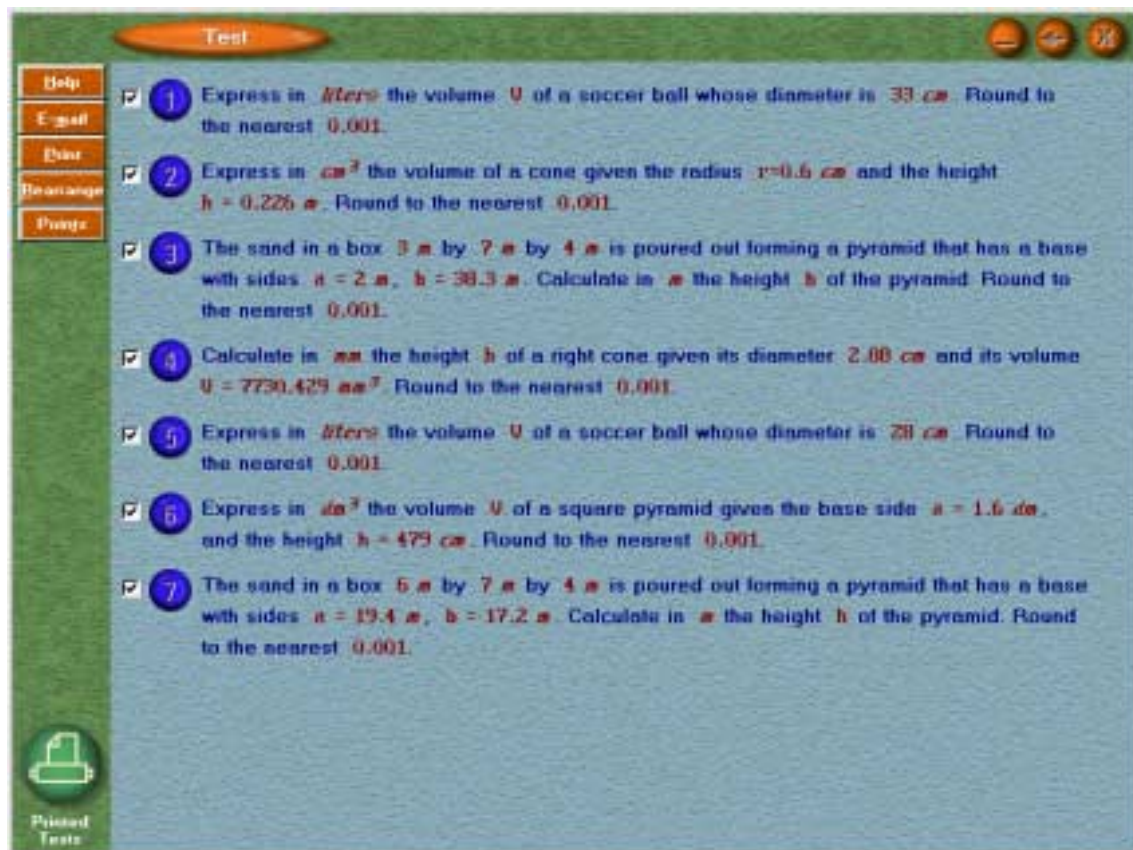 Test
Help
E-mail
Print
Rearrange
Points
1 Express in liters the volume V of a soccer ball whose diameter is 33 cm. Round to
the nearest 0.001.
2 Express in cm³ the volume of a cone given the radius r=0.6 cm and the height
h = 0.226 m. Round to the nearest 0.001.
3 The sand in a box 3 m by 7 m by 4 m is poured out forming a pyramid that has a base
with sides a = 2 m, b = 38.3 m. Calculate in m the height h of the pyramid. Round to
the nearest 0.001.
4 Calculate in mm the height h of a right cone given its diameter 2.88 cm and its volume
V = 7730.429 mm³. Round to the nearest 0.001.
5 Express in liters the volume V of a soccer ball whose diameter is 28 cm. Round to
the nearest 0.001.
6 Express in dm³ the volume V of a square pyramid given the base side a = 1.6 dm,
and the height h = 479 cm. Round to the nearest 0.001.
7 The sand in a box 6 m by 7 m by 4 m is poured out forming a pyramid that has a base
with sides a = 19.4 m, b = 17.2 m. Calculate in m the height h of the pyramid. Round
to the nearest 0.001.
Printed
Tests